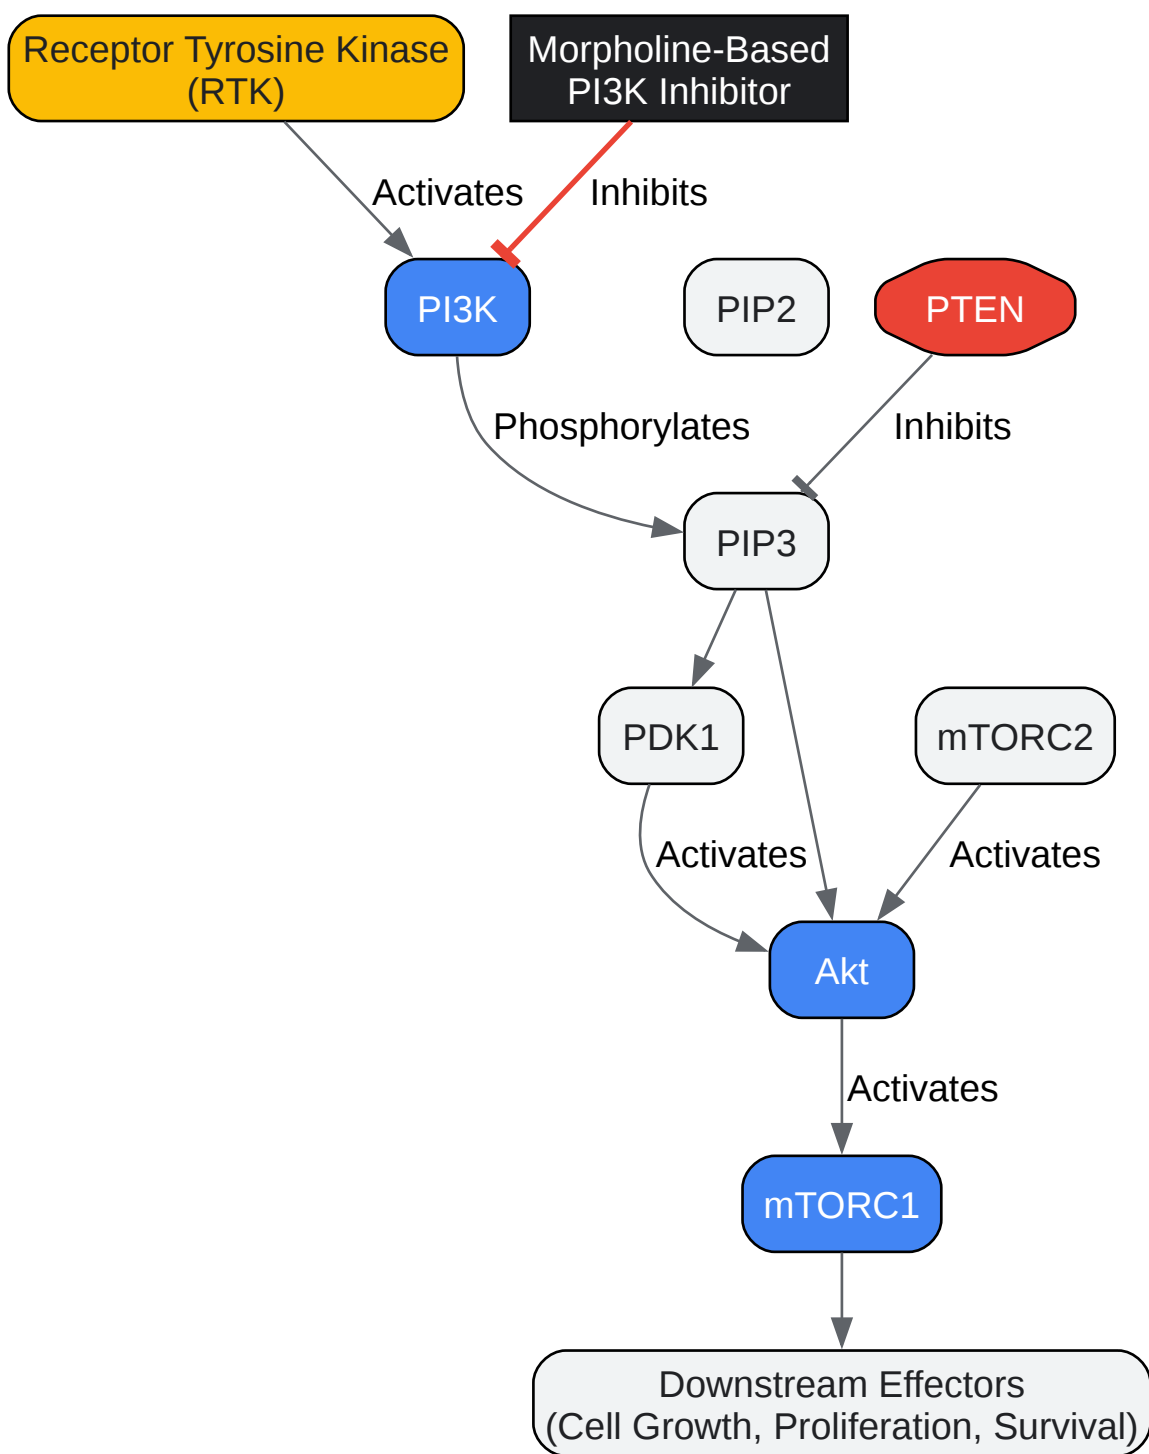 Receptor Tyrosine Kinase
(RTK)
Morpholine-Based
PI3K Inhibitor
Activates
Inhibits
PI3K
PIP2
PTEN
Phosphorylates
Inhibits
PIP3
PDK1
mTORC2
Activates
Activates
Akt
Activates
mTORC1
Downstream Effectors
(Cell Growth, Proliferation, Survival)